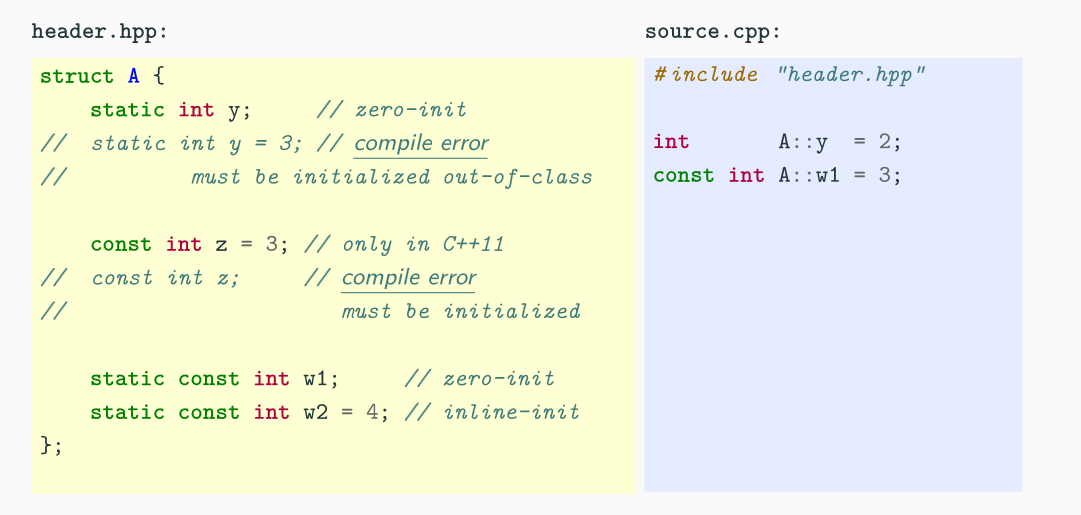 header.hpp:
struct A {
    static int y;     // zero-init
//  static int y = 3; // compile error
//          must be initialized out-of-class

    const int z = 3; // only in C++11
//  const int z;     // compile error
//                      must be initialized

    static const int w1;     // zero-init
    static const int w2 = 4; // inline-init
};
source.cpp:
#include "header.hpp"

int       A::y  = 2;
const int A::w1 = 3;